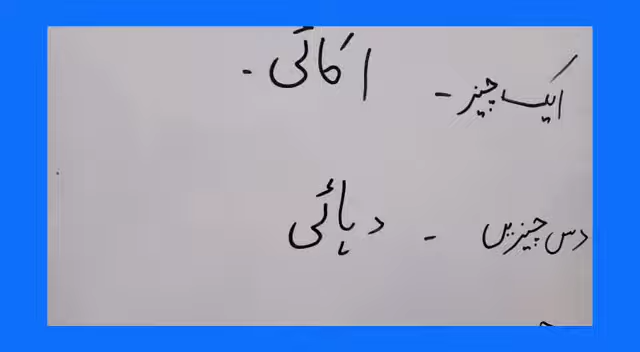 ایک چیز - اکائی -
دس چیزیں - دہائی